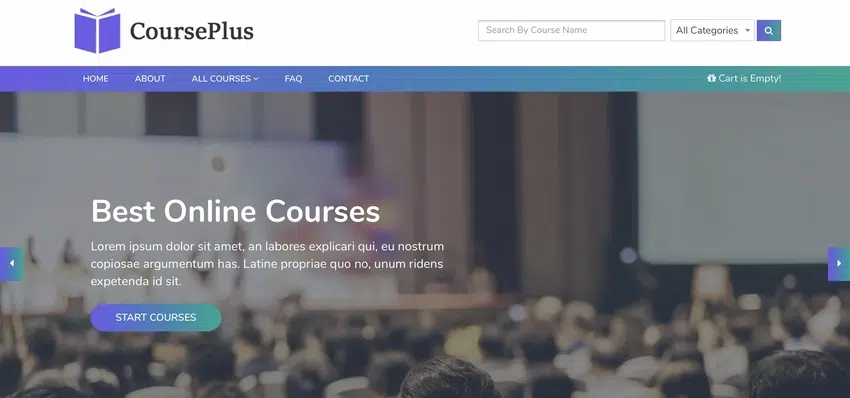 CoursePlus
Search By Course Name
All Categories
HOME ABOUT ALL COURSES FAQ CONTACT
Cart is Empty!
Best Online Courses
Lorem ipsum dolor sit amet, an labores explicari qui, eu nostrum
copiosae argumentum has. Latine propriae quo no, unum ridens
expetenda id sit.
START COURSES